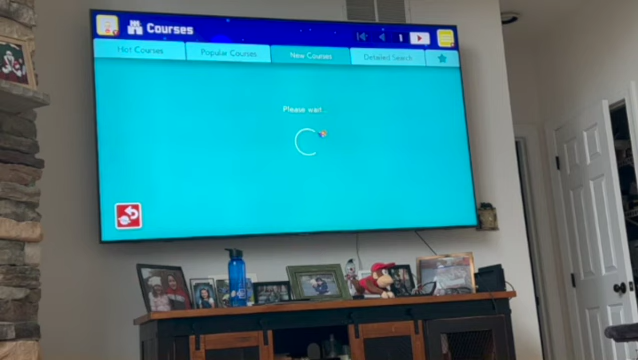 Courses
1
Hot Courses
Popular Courses
New Courses
Detailed Search
Please wait...